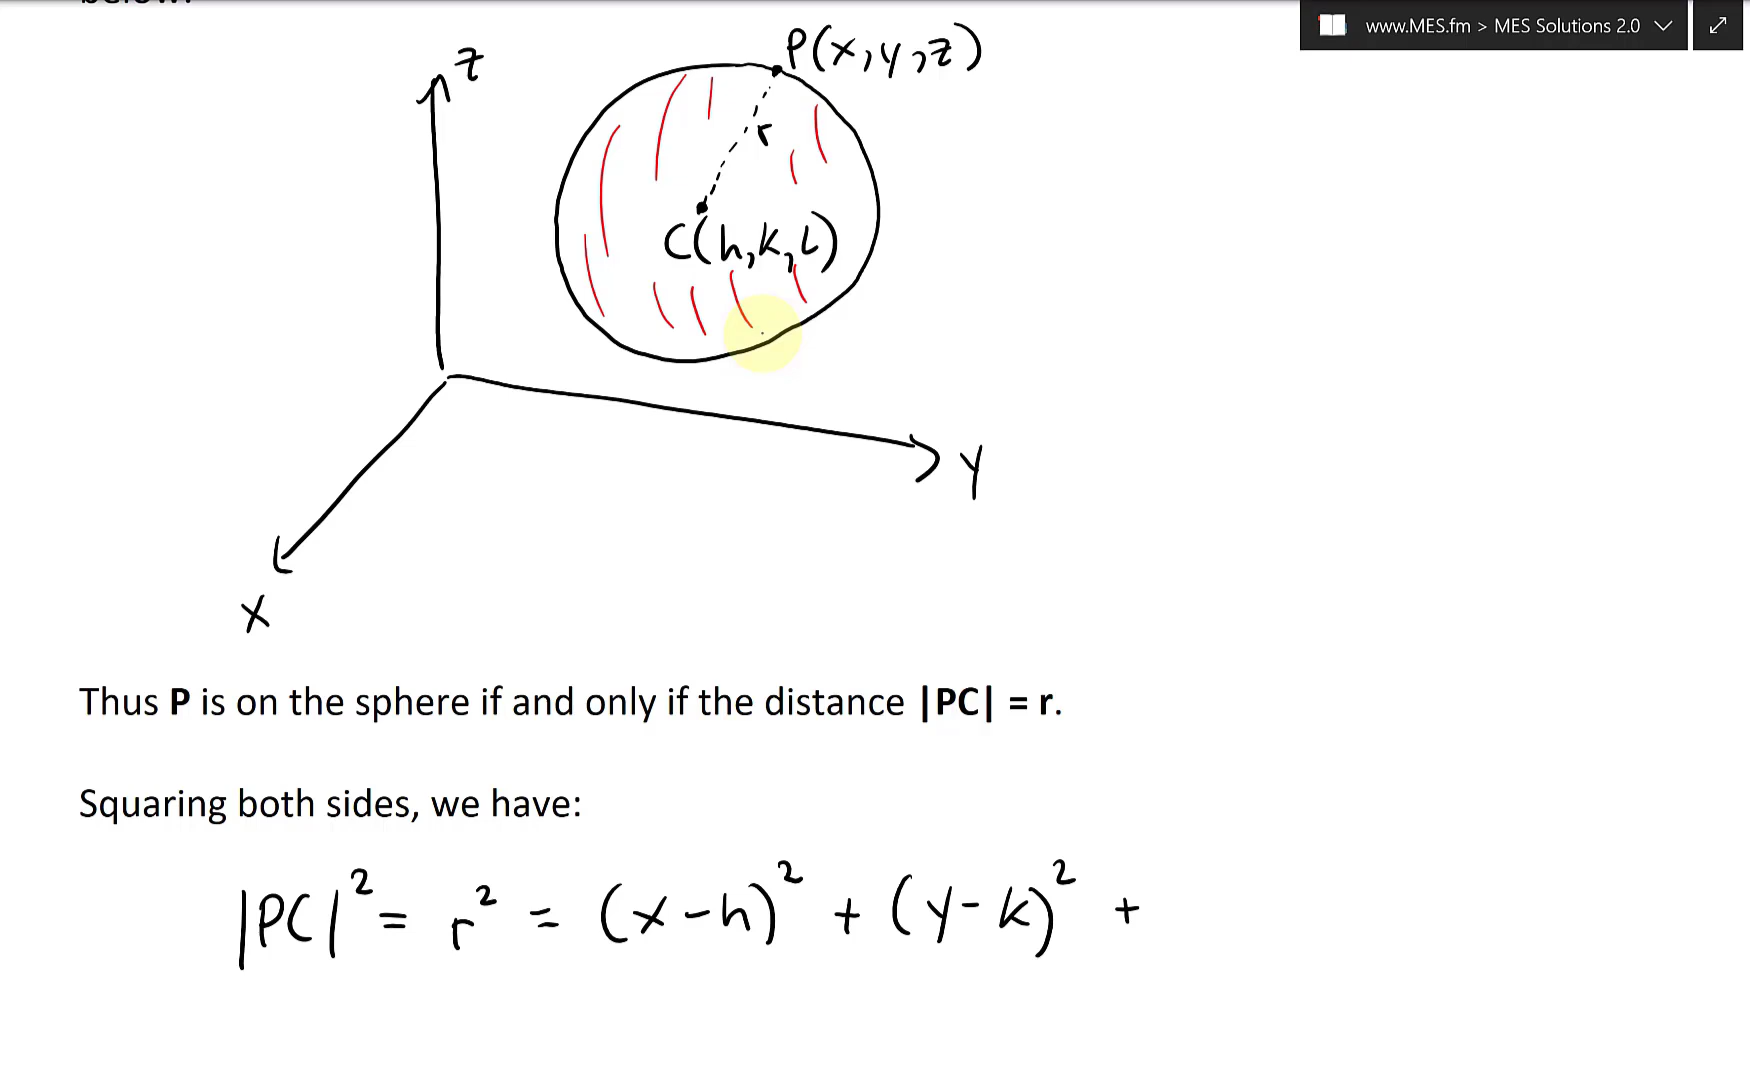 below.
www.MES.fm > MES Solutions 2.0
z
P(x,y,z)
r
C(h,k,l)
y
x
Thus P is on the sphere if and only if the distance |PC| = r.
Squaring both sides, we have:
|PC|² = r² = (x-h)² + (y-k)² +